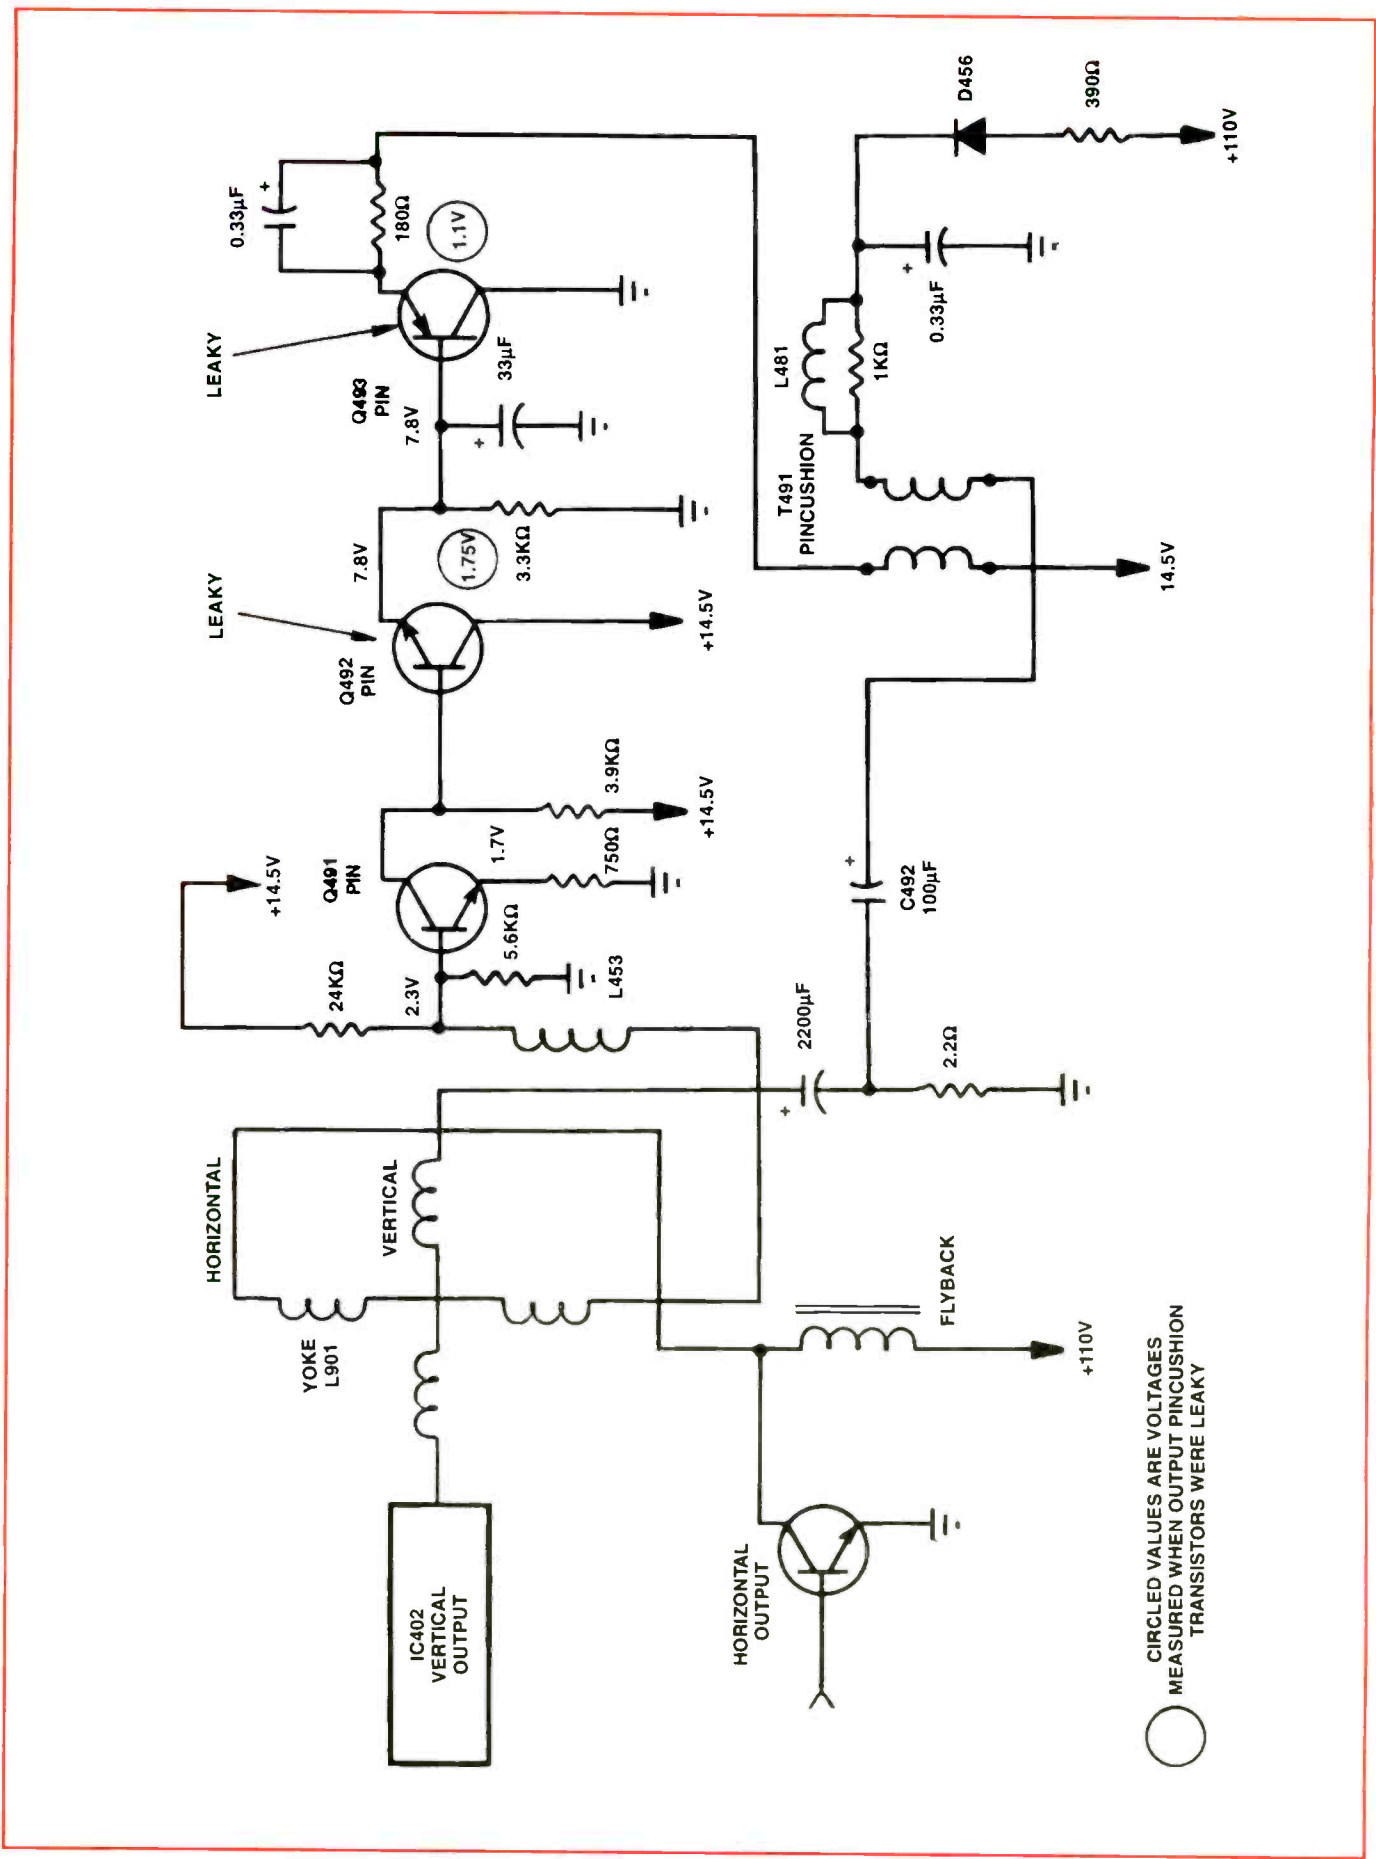 IC402
VERTICAL
OUTPUT
YOKE
L901
HORIZONTAL
VERTICAL
HORIZONTAL
OUTPUT
FLYBACK
+110V
24KΩ
+14.5V
2.3V
5.6KΩ
L453
Q491
PIN
1.7V
750Ω
3.9KΩ
+14.5V
+
2200µF
2.2Ω
+
C492
100µF
LEAKY
Q492
PIN
7.8V
1.75V
3.3KΩ
+14.5V
LEAKY
Q493
PIN
7.8V
+
33µF
1.1V
0.33µF
+
180Ω
T491
PINCUSHION
14.5V
L481
1KΩ
+
0.33µF
D456
390Ω
+110V
CIRCLED VALUES ARE VOLTAGES
MEASURED WHEN OUTPUT PINCUSHION
TRANSISTORS WERE LEAKY